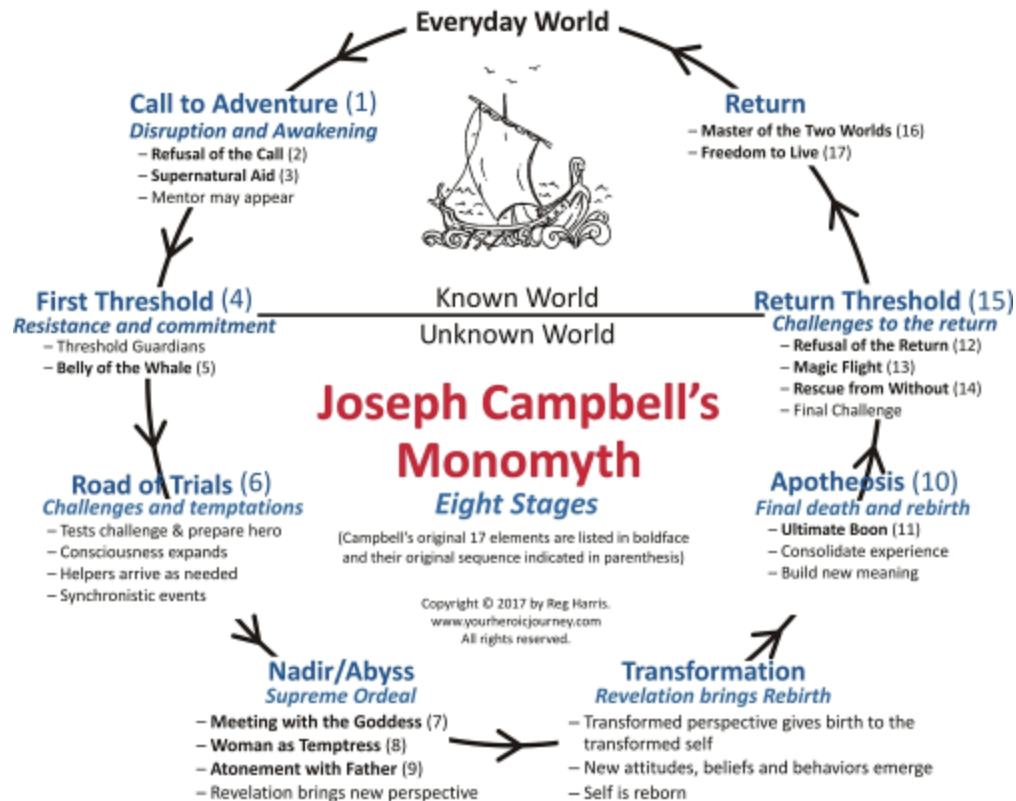 Everyday World
Call to Adventure (1)
Disruption and Awakening
– Refusal of the Call (2)
– Supernatural Aid (3)
– Mentor may appear
Return
– Master of the Two Worlds (16)
– Freedom to Live (17)
First Threshold (4)
Resistance and commitment
– Threshold Guardians
– Belly of the Whale (5)
Known World
Unknown World
Return Threshold (15)
Challenges to the return
– Refusal of the Return (12)
– Magic Flight (13)
– Rescue from Without (14)
– Final Challenge
Joseph Campbell's
Monomyth
Eight Stages
(Campbell's original 17 elements are listed in boldface
and their original sequence indicated in parenthesis)
Copyright © 2017 by Reg Harris.
www.yourheroicjourney.com
All rights reserved.
Road of Trials (6)
Challenges and temptations
– Tests challenge & prepare hero
– Consciousness expands
– Helpers arrive as needed
– Synchronistic events
Apotheosis (10)
Final death and rebirth
– Ultimate Boon (11)
– Consolidate experience
– Build new meaning
Nadir/Abyss
Supreme Ordeal
– Meeting with the Goddess (7)
– Woman as Temptress (8)
– Atonement with Father (9)
– Revelation brings new perspective
Transformation
Revelation brings Rebirth
– Transformed perspective gives birth to the
transformed self
– New attitudes, beliefs and behaviors emerge
– Self is reborn